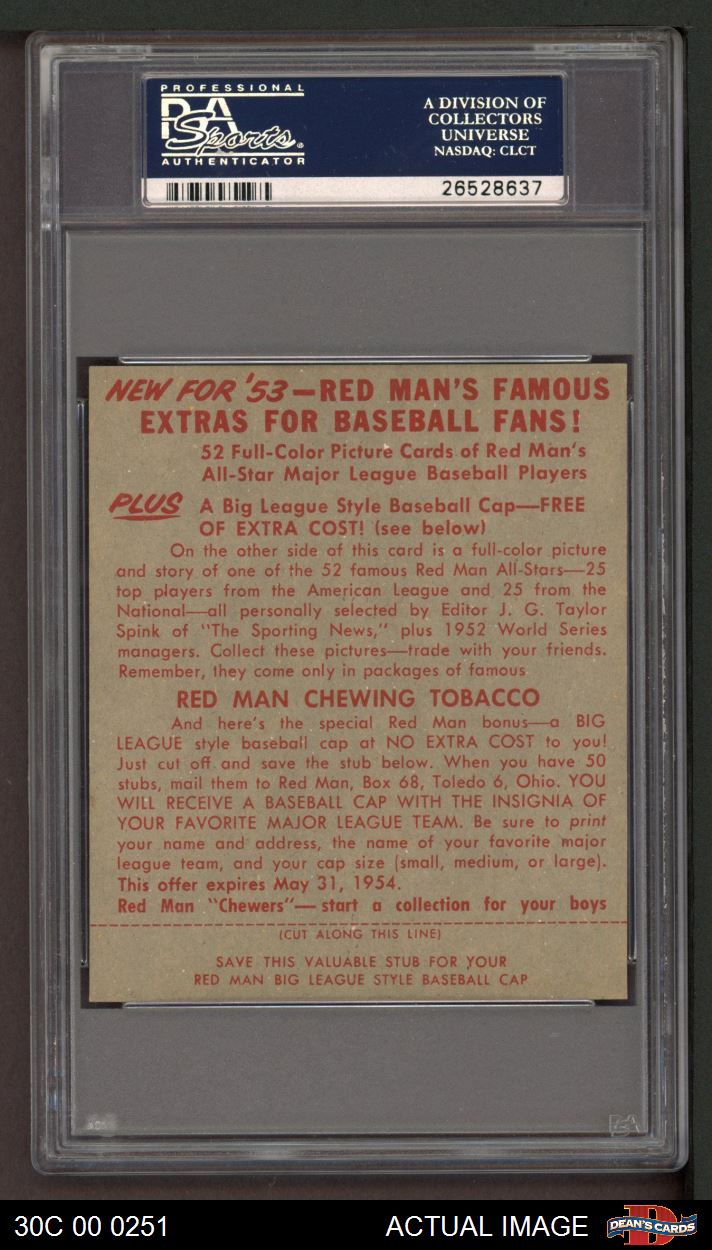 PROFESSIONAL
PSA
Sports
AUTHENTICATOR
A DIVISION OF
COLLECTORS
UNIVERSE
NASDAQ: CLCT
26528637
NEW FOR '53—RED MAN'S FAMOUS
EXTRAS FOR BASEBALL FANS!
52 Full-Color Picture Cards of Red Man's
All-Star Major League Baseball Players
PLUS A Big League Style Baseball Cap—FREE
OF EXTRA COST! (see below)
On the other side of this card is a full-color picture
and story of one of the 52 famous Red Man All-Stars—25
top players from the American League and 25 from the
National—all personally selected by Editor J. G. Taylor
Spink of "The Sporting News," plus 1952 World Series
managers. Collect these pictures—trade with your friends.
Remember, they come only in packages of famous
RED MAN CHEWING TOBACCO
And here's the special Red Man bonus—a BIG
LEAGUE style baseball cap at NO EXTRA COST to you!
Just cut off and save the stub below. When you have 50
stubs, mail them to Red Man, Box 68, Toledo 6, Ohio. YOU
WILL RECEIVE A BASEBALL CAP WITH THE INSIGNIA OF
YOUR FAVORITE MAJOR LEAGUE TEAM. Be sure to print
your name and address, the name of your favorite major
league team, and your cap size (small, medium, or large).
This offer expires May 31, 1954.
Red Man "Chewers"—start a collection for your boys
(CUT ALONG THIS LINE)
SAVE THIS VALUABLE STUB FOR YOUR
RED MAN BIG LEAGUE STYLE BASEBALL CAP
PSA
30C 00 0251
ACTUAL IMAGE
DEAN'S CARDS